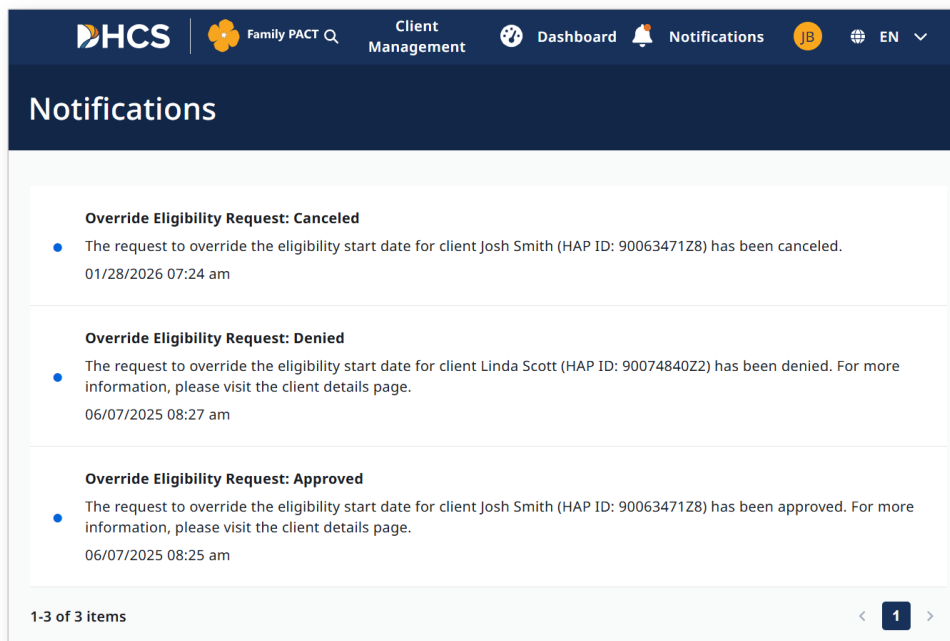 DHCS
Family PACT
Client
Management
Dashboard
Notifications
JB
EN
Notifications
Override Eligibility Request: Canceled
The request to override the eligibility start date for client Josh Smith (HAP ID: 90063471Z8) has been canceled.
01/28/2026 07:24 am
Override Eligibility Request: Denied
The request to override the eligibility start date for client Linda Scott (HAP ID: 90074840Z2) has been denied. For more
information, please visit the client details page.
06/07/2025 08:27 am
Override Eligibility Request: Approved
The request to override the eligibility start date for client Josh Smith (HAP ID: 90063471Z8) has been approved. For more
information, please visit the client details page.
06/07/2025 08:25 am
1-3 of 3 items
1